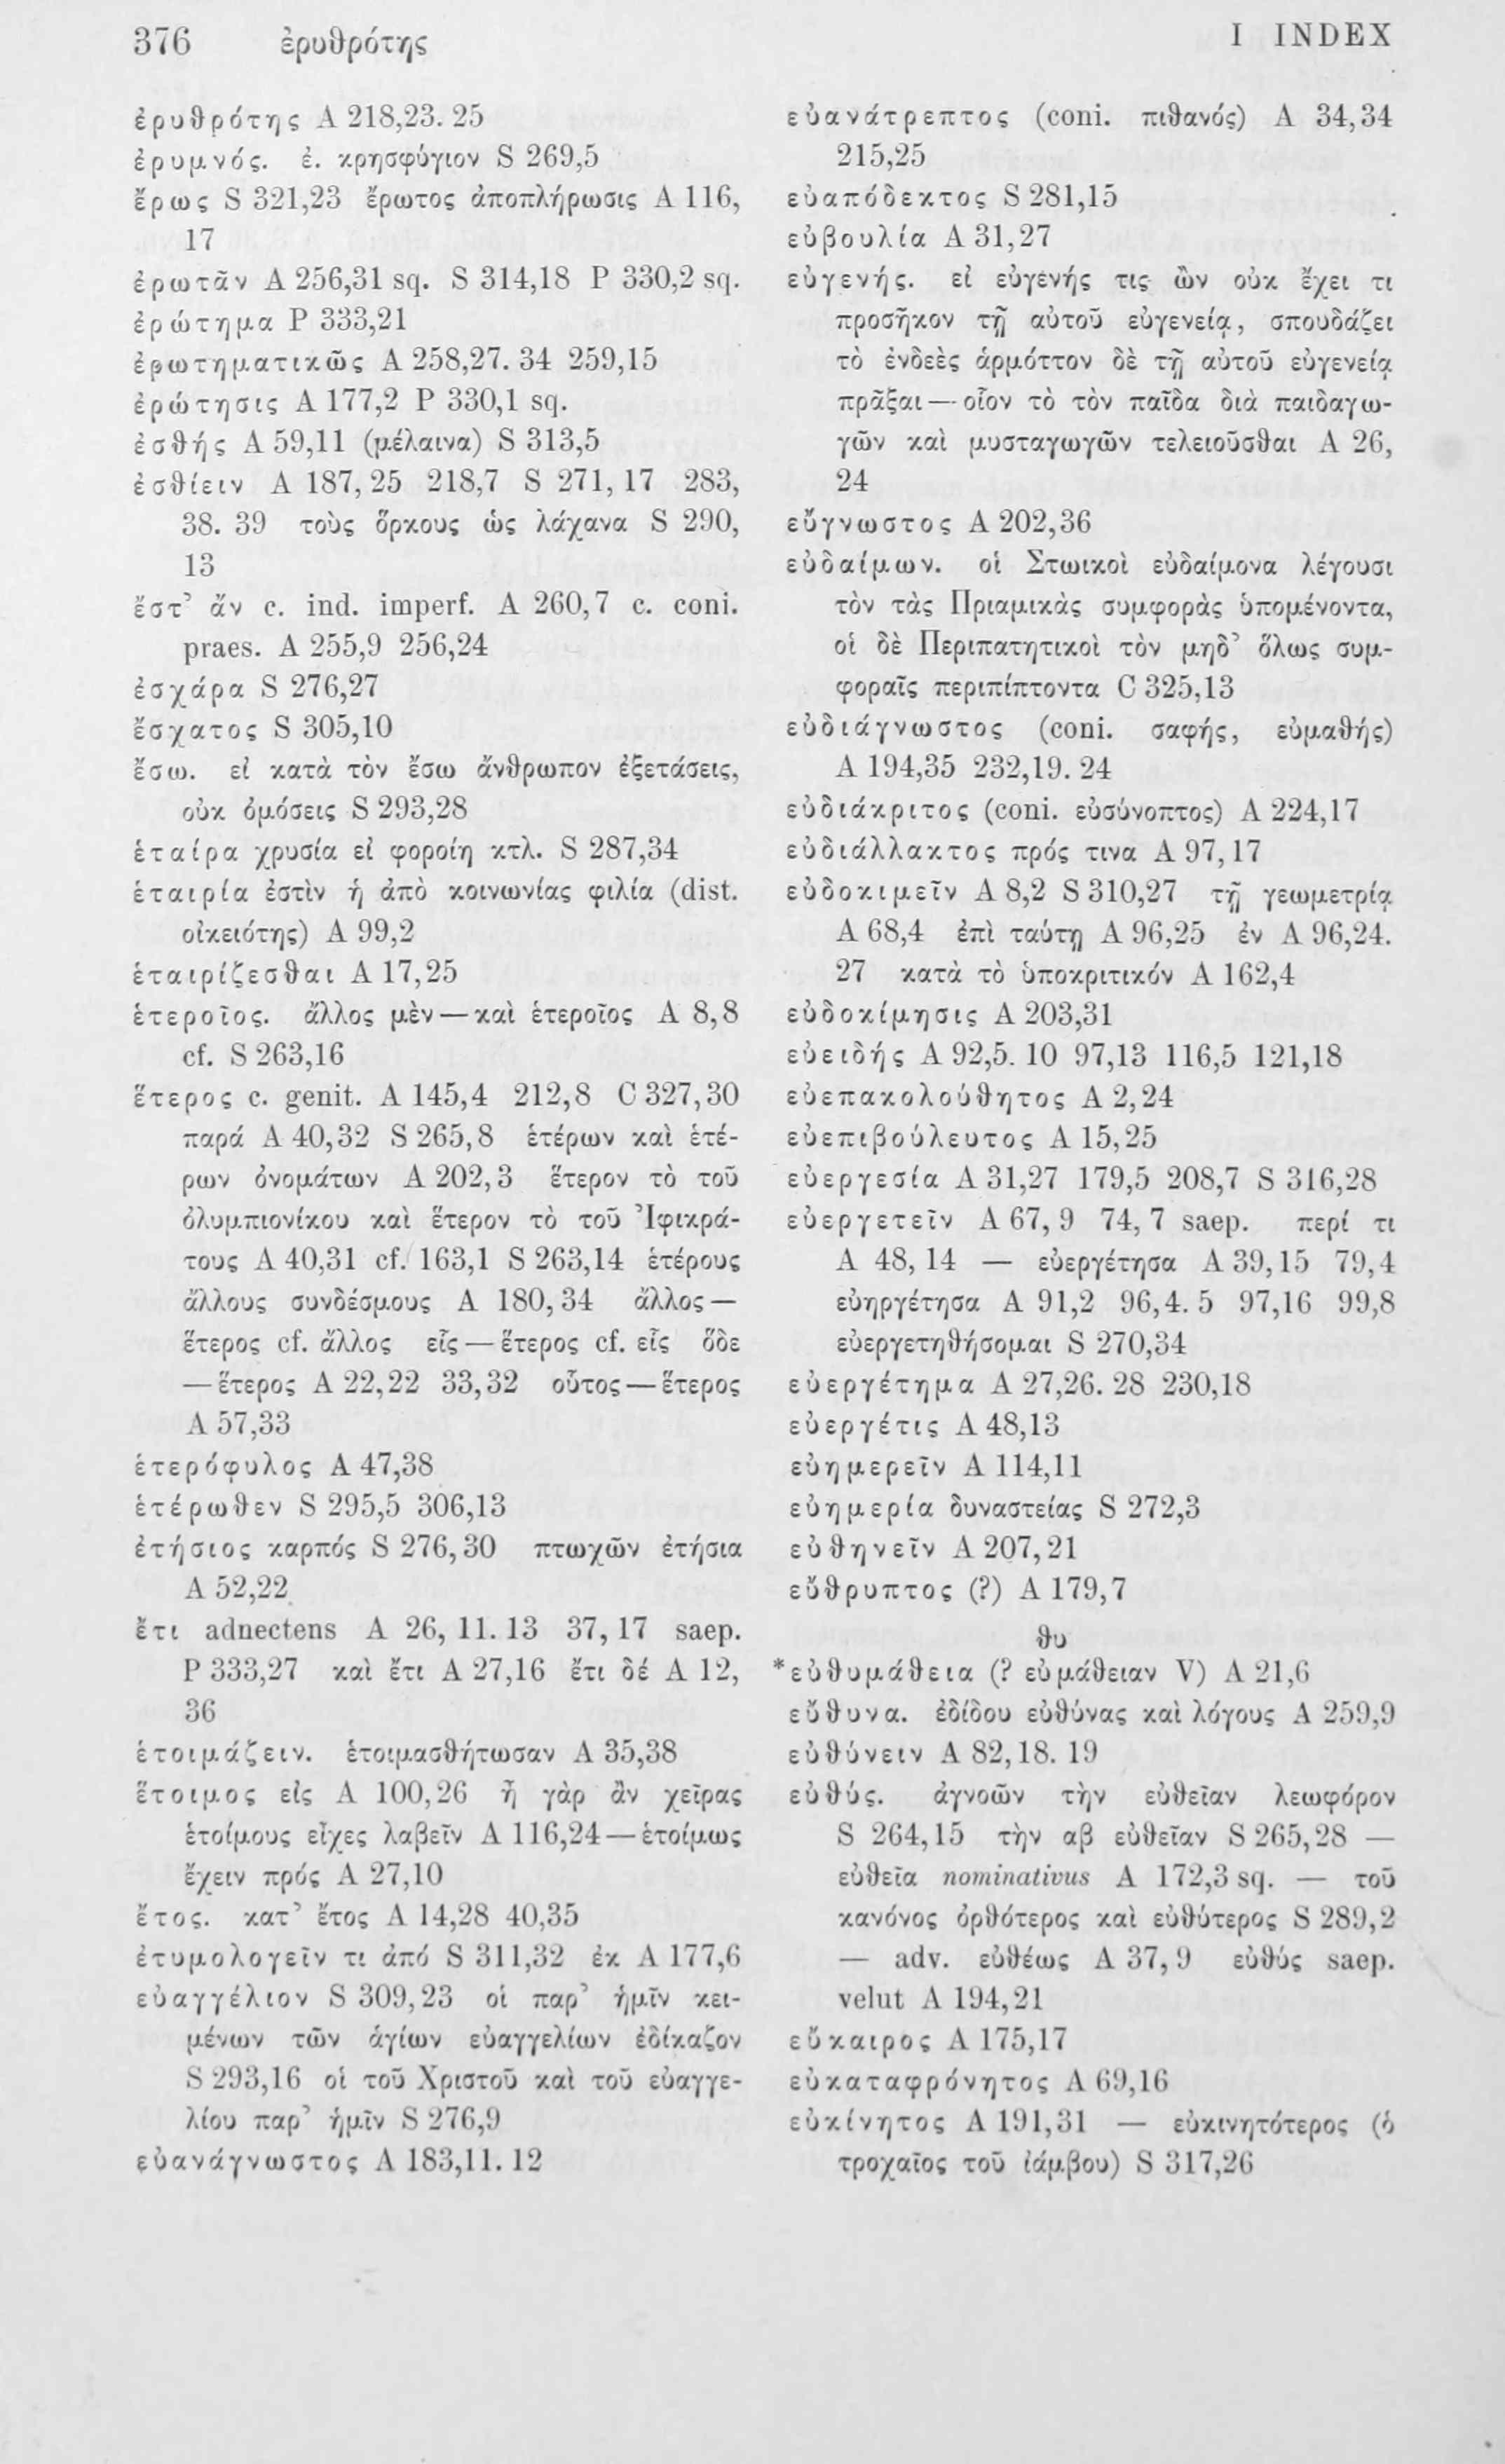 376 ἐρυθρότης I INDEX
ἐρυθρότης A 218,23. 25
ἐρυμνός. ἐ. κρησφύγιον S 269,5
ἔρως S 321,23 ἔρωτος ἀποπλήρωσις A 116,
17
ἐρωτᾶν A 256,31 sq. S 314,18 P 330,2 sq.
ἐρώτημα P 333,21
ἐρωτηματικῶς A 258,27. 34 259,15
ἐρώτησις A 177,2 P 330,1 sq.
ἐσθής A 59,11 (μέλαινα) S 313,5
ἐσθίειν A 187,25 218,7 S 271,17 283,
38. 39 τοὺς ὅρκους ὡς λάχανα S 290,
13
ἔστ’ ἄν c. ind. imperf. A 260,7 c. coni.
praes. A 255,9 256,24
ἐσχάρα S 276,27
ἔσχατος S 305,10
ἔσω. εἰ κατὰ τὸν ἔσω ἄνθρωπον ἐξετάσεις,
οὐκ ὀμόσεις S 293,28
ἑταίρα χρυσία εἰ φοροίη κτλ. S 287,34
ἑταιρία ἐστὶν ἡ ἀπὸ κοινωνίας φιλία (dist.
οἰκειότης) A 99,2
ἑταιρίζεσθαι A 17,25
ἑτεροῖος. ἄλλος μὲν — καὶ ἑτεροῖος A 8,8
cf. S 263,16
ἕτερος c. genit. A 145,4 212,8 C 327,30
παρά A 40,32 S 265,8 ἑτέρων καὶ ἑτέ-
ρων ὀνομάτων A 202,3 ἕτερον τὸ τοῦ
ὀλυμπιονίκου καὶ ἕτερον τὸ τοῦ Ἰφικρά-
τους A 40,31 cf. 163,1 S 263,14 ἑτέρους
ἄλλους συνδέσμους A 180,34 ἄλλος —
ἕτερος cf. ἄλλος εἷς — ἕτερος cf. εἷς ὅδε
— ἕτερος A 22,22 33,32 οὗτος — ἕτερος
A 57,33
ἑτερόφυλος A 47,38
ἑτέρωθεν S 295,5 306,13
ἐτήσιος καρπός S 276,30 πτωχῶν ἐτήσια
A 52,22
ἔτι adnectens A 26,11. 13 37,17 saep.
P 333,27 καὶ ἔτι A 27,16 ἔτι δέ A 12,
36
ἑτοιμάζειν. ἑτοιμασθήτωσαν A 35,38
ἕτοιμος εἰς A 100,26 ἦ γὰρ ἂν χεῖρας
ἑτοίμους εἶχες λαβεῖν A 116,24 — ἑτοίμως
ἔχειν πρός A 27,10
ἔτος. κατ’ ἔτος A 14,28 40,35
ἐτυμολογεῖν τι ἀπό S 311,32 ἐκ A 177,6
εὐαγγέλιον S 309,23 οἱ παρ’ ἡμῖν κει-
μένων τῶν ἁγίων εὐαγγελίων ἐδίκαζον
S 293,16 οἱ τοῦ Χριστοῦ καὶ τοῦ εὐαγγε-
λίου παρ’ ἡμῖν S 276,9
εὐανάγνωστος A 183,11. 12
εὐανάτρεπτος (coni. πιθανός) A 34,34
215,25
εὐαπόδεκτος S 281,15
εὐβουλία A 31,27
εὐγενής. εἰ εὐγενής τις ὢν οὐκ ἔχει τι
προσῆκον τῇ αὐτοῦ εὐγενείᾳ, σπουδάζει
τὸ ἐνδεὲς ἁρμόττον δὲ τῇ αὐτοῦ εὐγενείᾳ
πρᾶξαι — οἷον τὸ τὸν παῖδα διὰ παιδαγω-
γῶν καὶ μυσταγωγῶν τελειοῦσθαι A 26,
24
εὔγνωστος A 202,36
εὐδαίμων. οἱ Στωικοὶ εὐδαίμονα λέγουσι
τὸν τὰς Πριαμικὰς συμφορὰς ὑπομένοντα,
οἱ δὲ Περιπατητικοὶ τὸν μηδ’ ὅλως συμ-
φοραῖς περιπίπτοντα C 325,13
εὐδιάγνωστος (coni. σαφής, εὐμαθής)
A 194,35 232,19. 24
εὐδιάκριτος (coni. εὐσύνοπτος) A 224,17
εὐδιάλλακτος πρός τινα A 97,17
εὐδοκιμεῖν A 8,2 S 310,27 τῇ γεωμετρίᾳ
A 68,4 ἐπὶ ταύτῃ A 96,25 ἐν A 96,24.
27 κατὰ τὸ ὑποκριτικόν A 162,4
εὐδοκίμησις A 203,31
εὐειδής A 92,5. 10 97,13 116,5 121,18
εὐεπακολούθητος A 2,24
εὐεπιβούλευτος A 15,25
εὐεργεσία A 31,27 179,5 208,7 S 316,28
εὐεργετεῖν A 67,9 74,7 saep. περί τι
A 48,14 — εὐεργέτησα A 39,15 79,4
εὐηργέτησα A 91,2 96,4. 5 97,16 99,8
εὐεργετηθήσομαι S 270,34
εὐεργέτημα A 27,26. 28 230,18
εὐεργέτις A 48,13
εὐημερεῖν A 114,11
εὐημερία δυναστείας S 272,3
εὐθηνεῖν A 207,21
εὔθρυπτος (?) A 179,7
θυ
*εὐθυμάθεια (? εὐμάθειαν V) A 21,6
εὔθυνα. ἐδίδου εὐθύνας καὶ λόγους A 259,9
εὐθύνειν A 82,18. 19
εὐθύς. ἀγνοῶν τὴν εὐθεῖαν λεωφόρον
S 264,15 τὴν αβ εὐθεῖαν S 265,28 —
εὐθεῖα nominativus A 172,3 sq. — τοῦ
κανόνος ὀρθότερος καὶ εὐθύτερος S 289,2
— adv. εὐθέως A 37,9 εὐθύς saep.
velut A 194,21
εὔκαιρος A 175,17
εὐκαταφρόνητος A 69,16
εὐκίνητος A 191,31 — εὐκινητότερος (ὁ
τροχαῖος τοῦ ἰάμβου) S 317,26